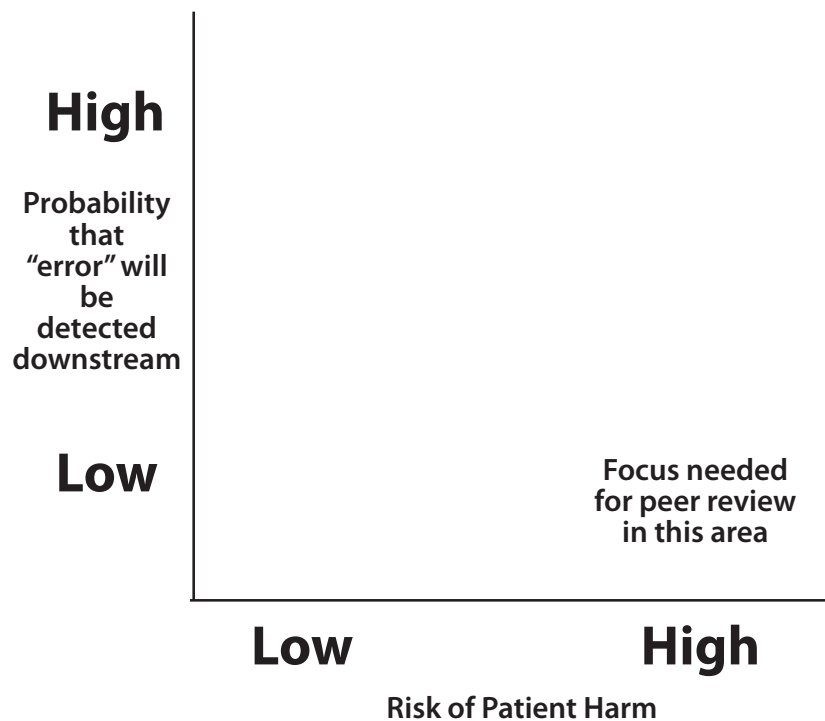 High
Probability
that
“error” will
be
detected
downstream
Low
Focus needed
for peer review
in this area
Low
High
Risk of Patient Harm